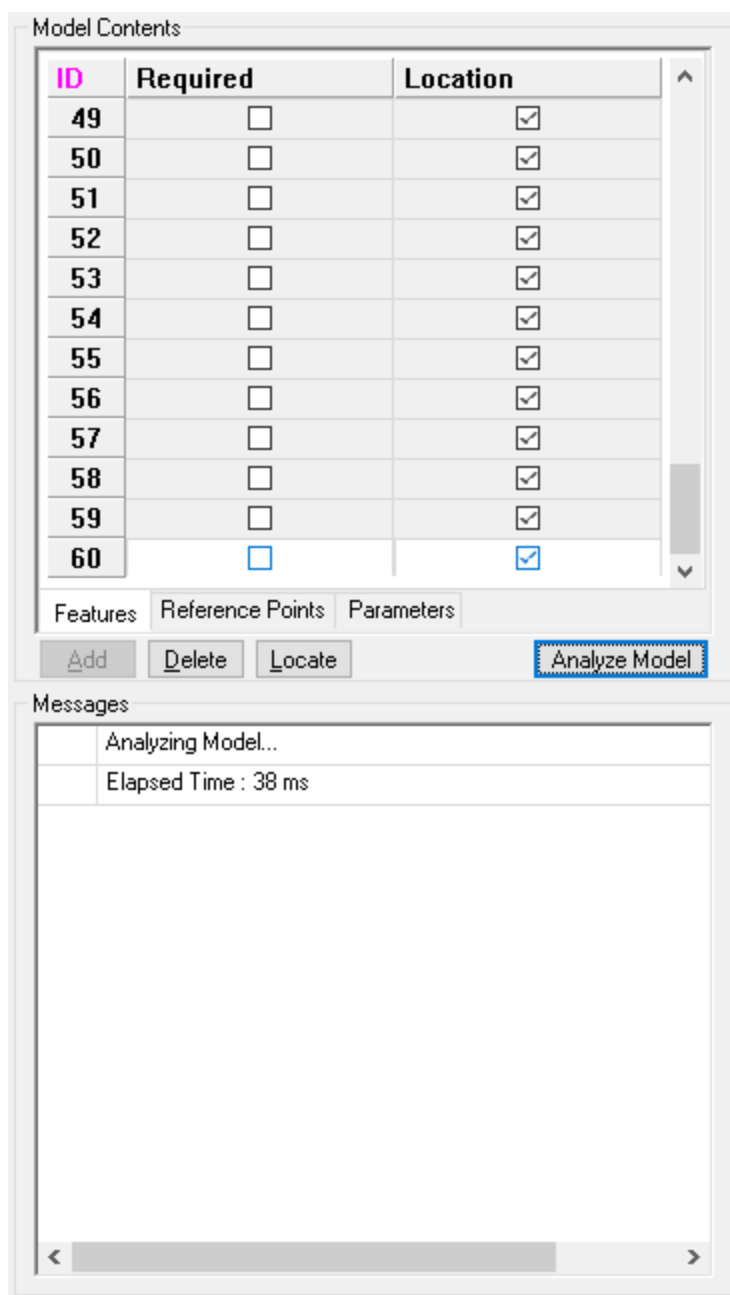 Model Contents
ID Required Location
49
50
51
52
53
54
55
56
57
58
59
60
Features Reference Points Parameters
Add Delete Locate Analyze Model
Messages
Analyzing Model...
Elapsed Time : 38 ms